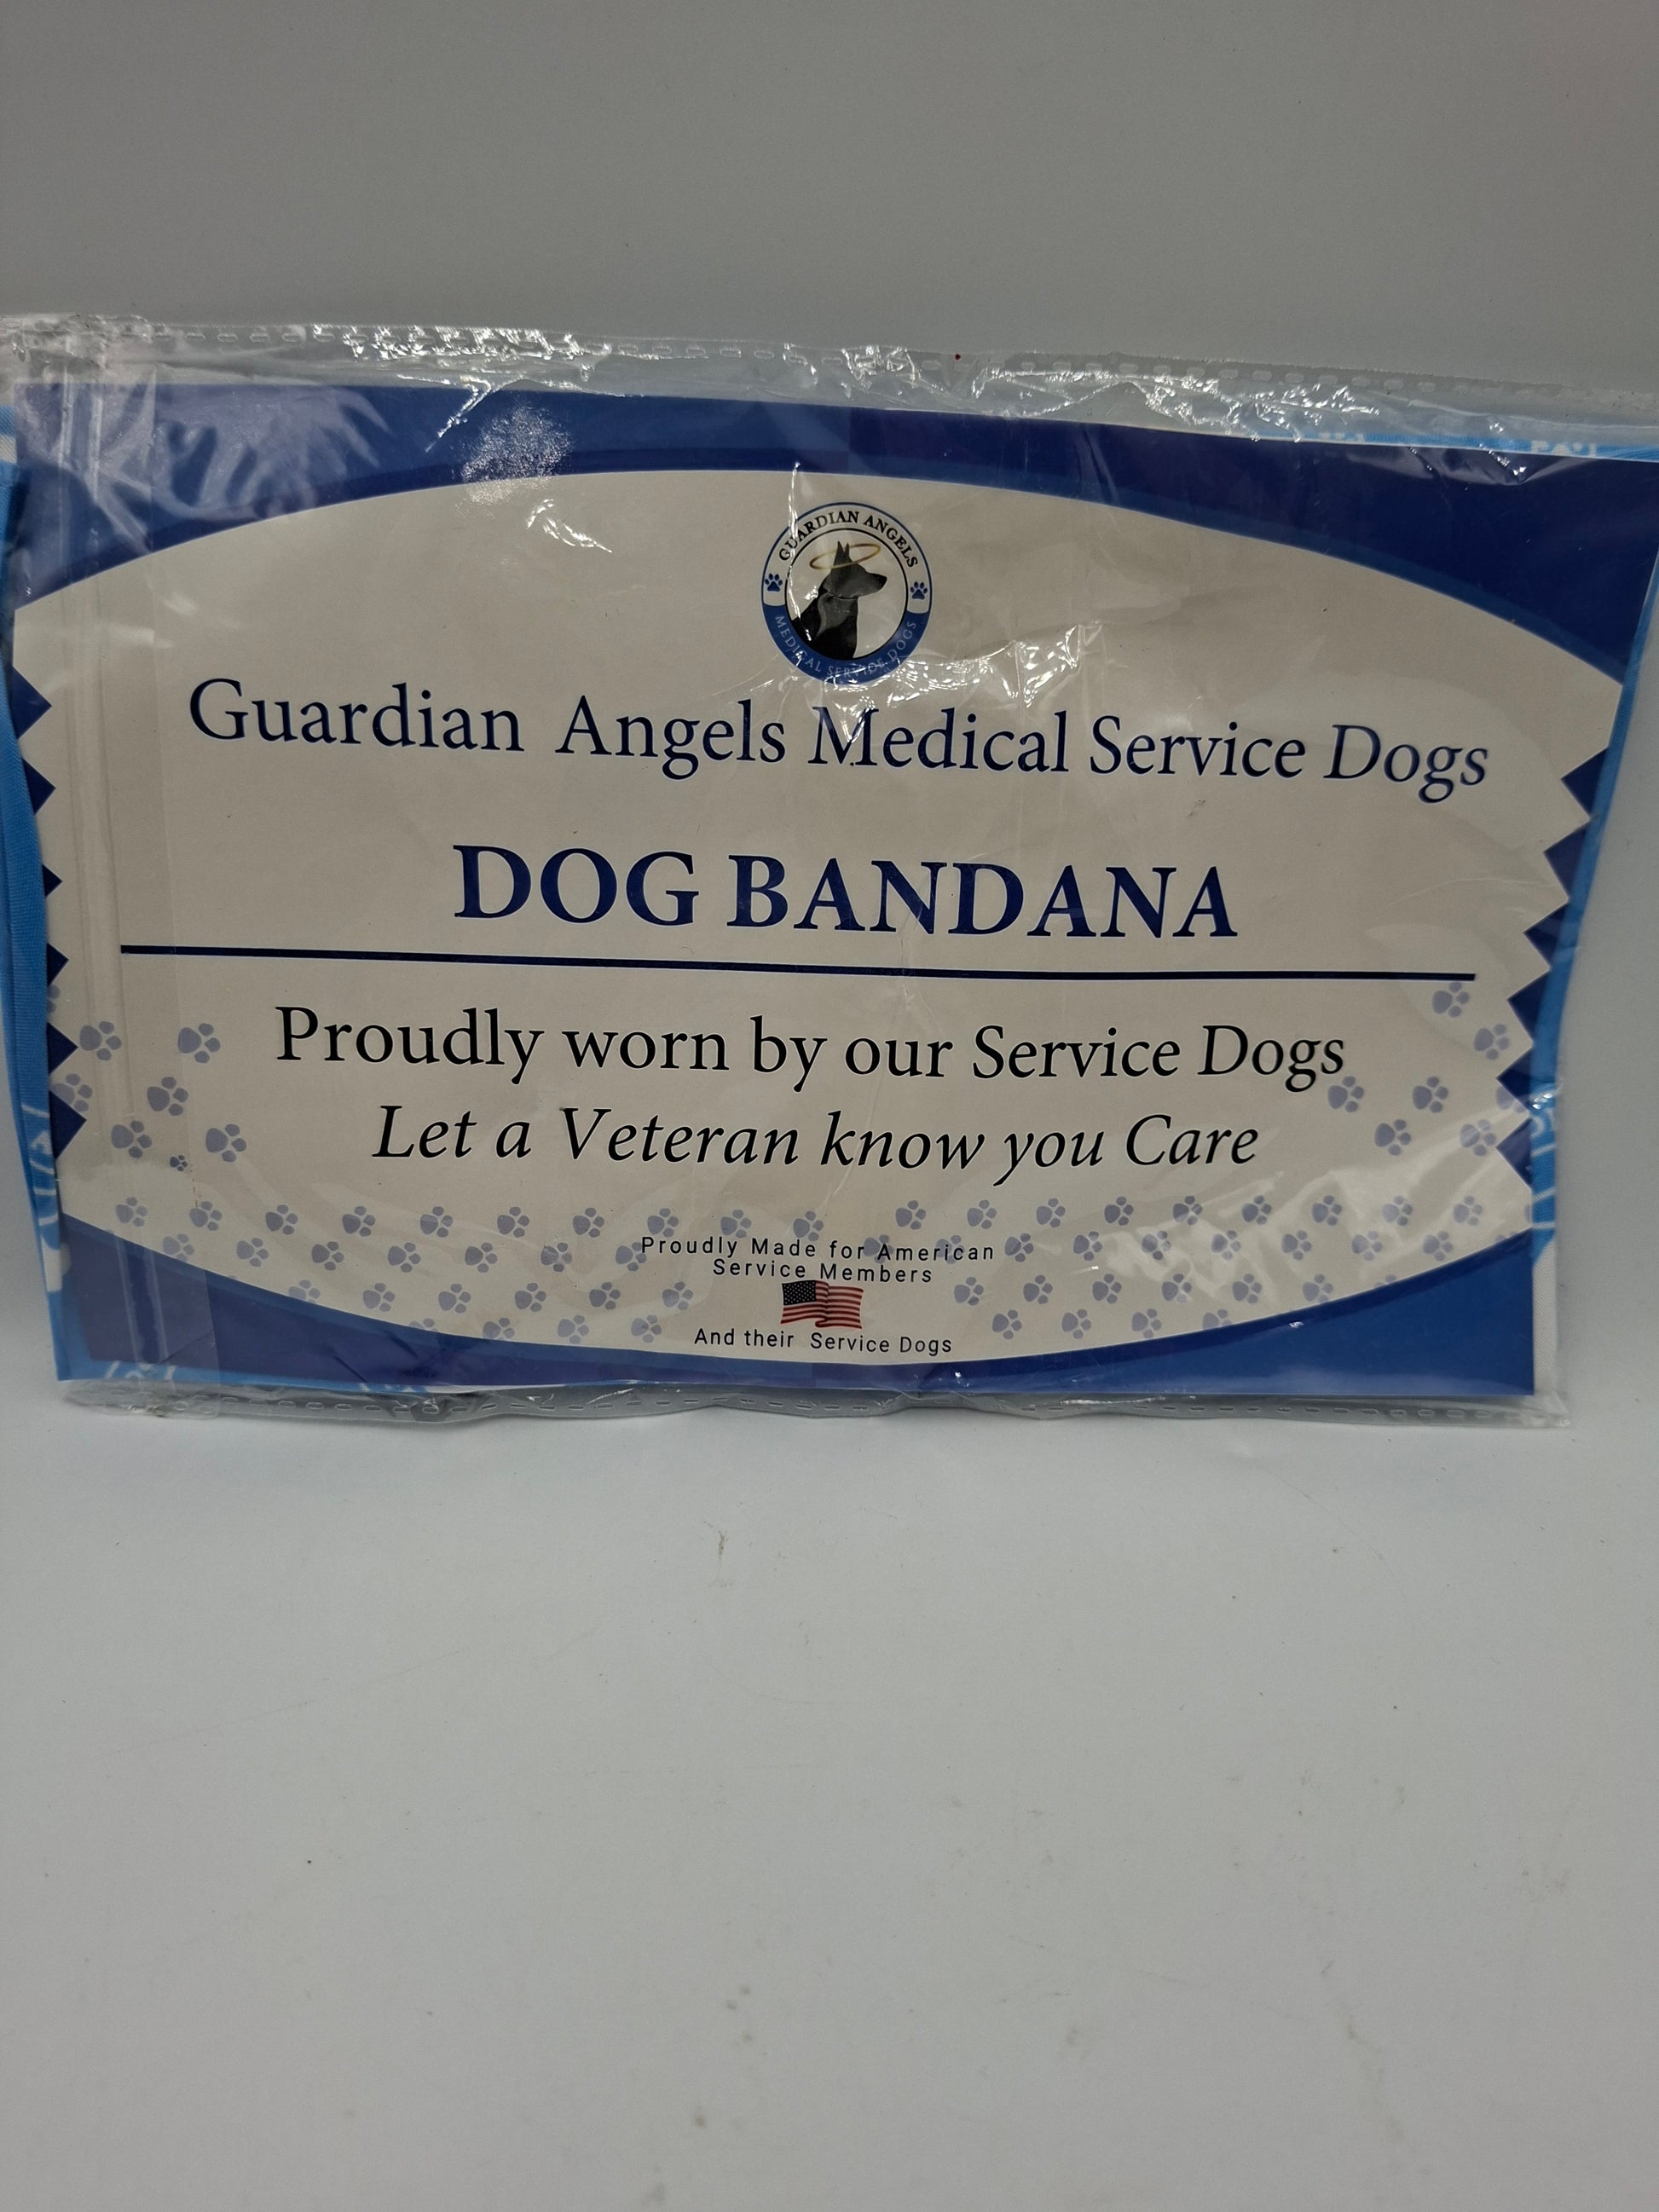 GUARDIAN ANGELS
MEDICAL SERVICE DOGS
Guardian Angels Medical Service Dogs
DOG BANDANA
Proudly worn by our Service Dogs
Let a Veteran know you Care
Proudly Made for American
Service Members
And their Service Dogs